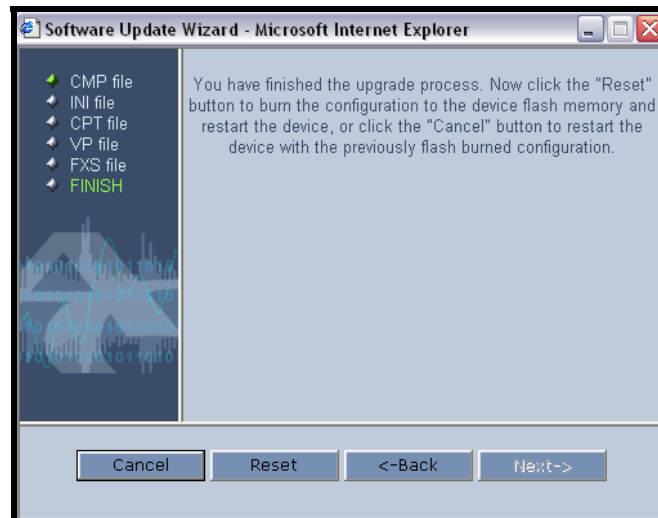 Software Update Wizard - Microsoft Internet Explorer
CMP file
INI file
CPT file
VP file
FXS file
FINISH
You have finished the upgrade process. Now click the "Reset"
button to burn the configuration to the device flash memory and
restart the device, or click the "Cancel" button to restart the
device with the previously flash burned configuration.
Cancel
Reset
<-Back
Next->